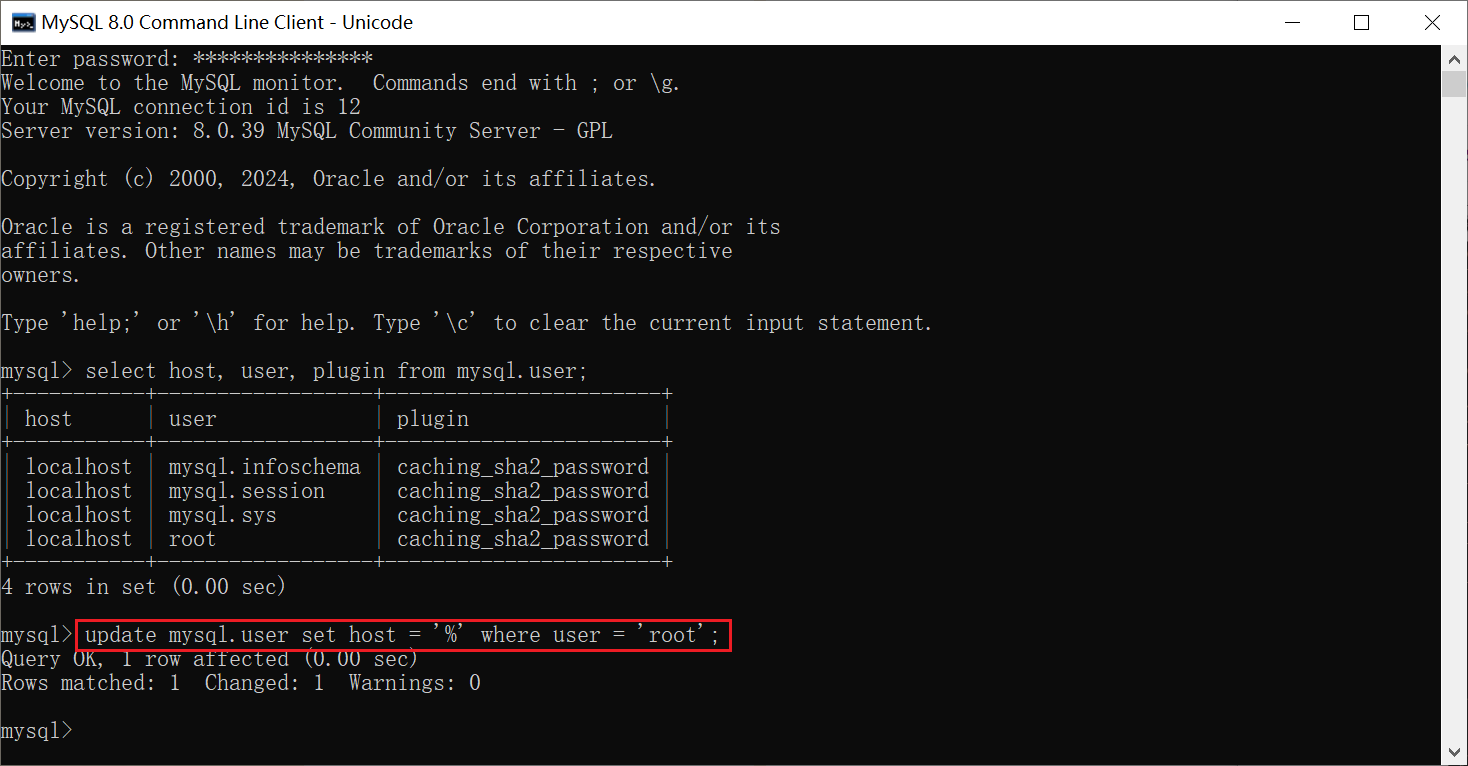 MySQL 8.0 Command Line Client - Unicode
Enter password: ***************
Welcome to the MySQL monitor.  Commands end with ; or \g.
Your MySQL connection id is 12
Server version: 8.0.39 MySQL Community Server - GPL

Copyright (c) 2000, 2024, Oracle and/or its affiliates.

Oracle is a registered trademark of Oracle Corporation and/or its
affiliates. Other names may be trademarks of their respective
owners.

Type 'help;' or '\h' for help. Type '\c' to clear the current input statement.

mysql> select host, user, plugin from mysql.user;
+-----------+------------------+-----------------------+
| host      | user             | plugin                |
+-----------+------------------+-----------------------+
| localhost | mysql.infoschema | caching_sha2_password |
| localhost | mysql.session    | caching_sha2_password |
| localhost | mysql.sys        | caching_sha2_password |
| localhost | root             | caching_sha2_password |
+-----------+------------------+-----------------------+
4 rows in set (0.00 sec)

mysql> update mysql.user set host = '%' where user = 'root';
Query OK, 1 row affected (0.00 sec)
Rows matched: 1  Changed: 1  Warnings: 0

mysql>